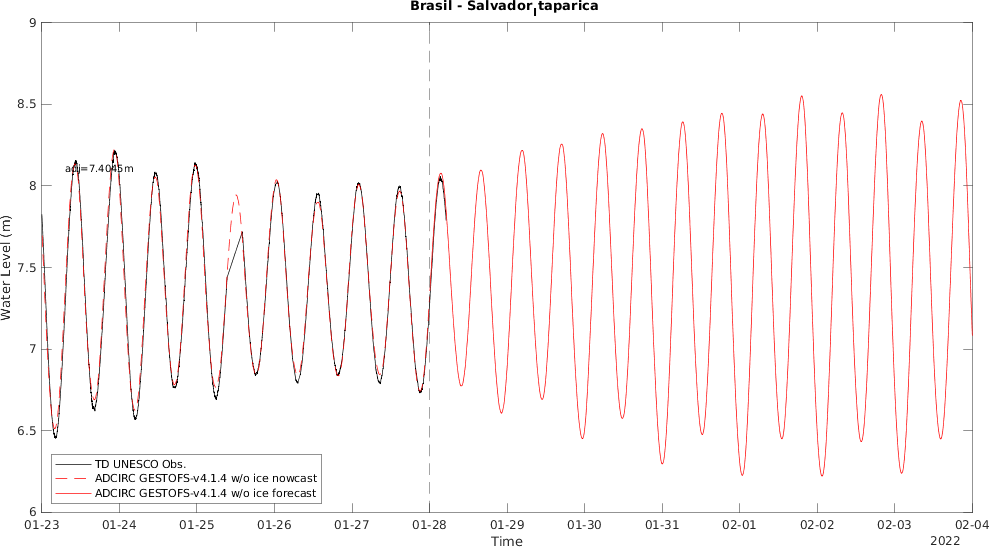 Brasil - Salvador_Itaparica
9
8.5
8
7.5
7
6.5
6
Water Level (m)
adj=7.4045m
TD UNESCO Obs.
ADCIRC GESTOFS-v4.1.4 w/o ice nowcast
ADCIRC GESTOFS-v4.1.4 w/o ice forecast
01-23 01-24 01-25 01-26 01-27 01-28 01-29 01-30 01-31 02-01 02-02 02-03 02-04
Time
2022